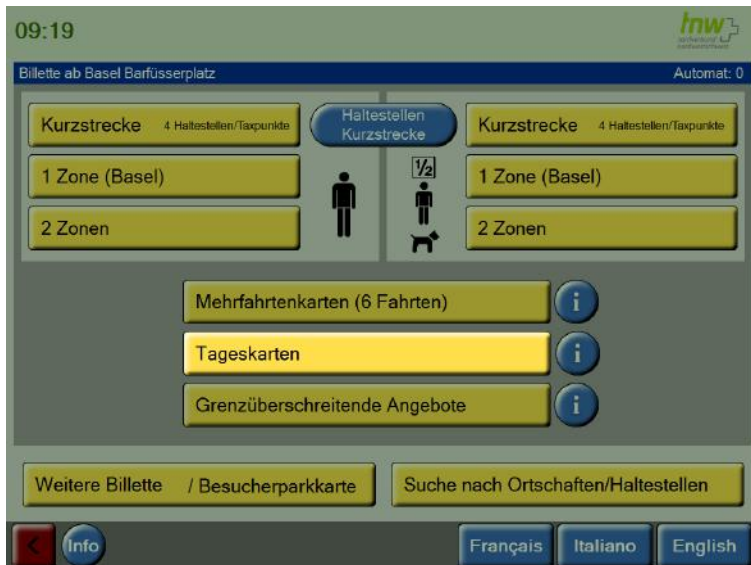 09:19
tnw
Billette ab Basel Barfüsserplatz
Automat: 0
Kurzstrecke 4 Haltestellen/Taxpunkte
Haltestellen
Kurzstrecke
Kurzstrecke 4 Haltestellen/Taxpunkte
1 Zone (Basel)
1/2
1 Zone (Basel)
2 Zonen
2 Zonen
Mehrfahrtenkarten (6 Fahrten)
i
Tageskarten
i
Grenzüberschreitende Angebote
i
Weitere Billette / Besucherparkkarte
Suche nach Ortschaften/Haltestellen
<
Info
Français
Italiano
English